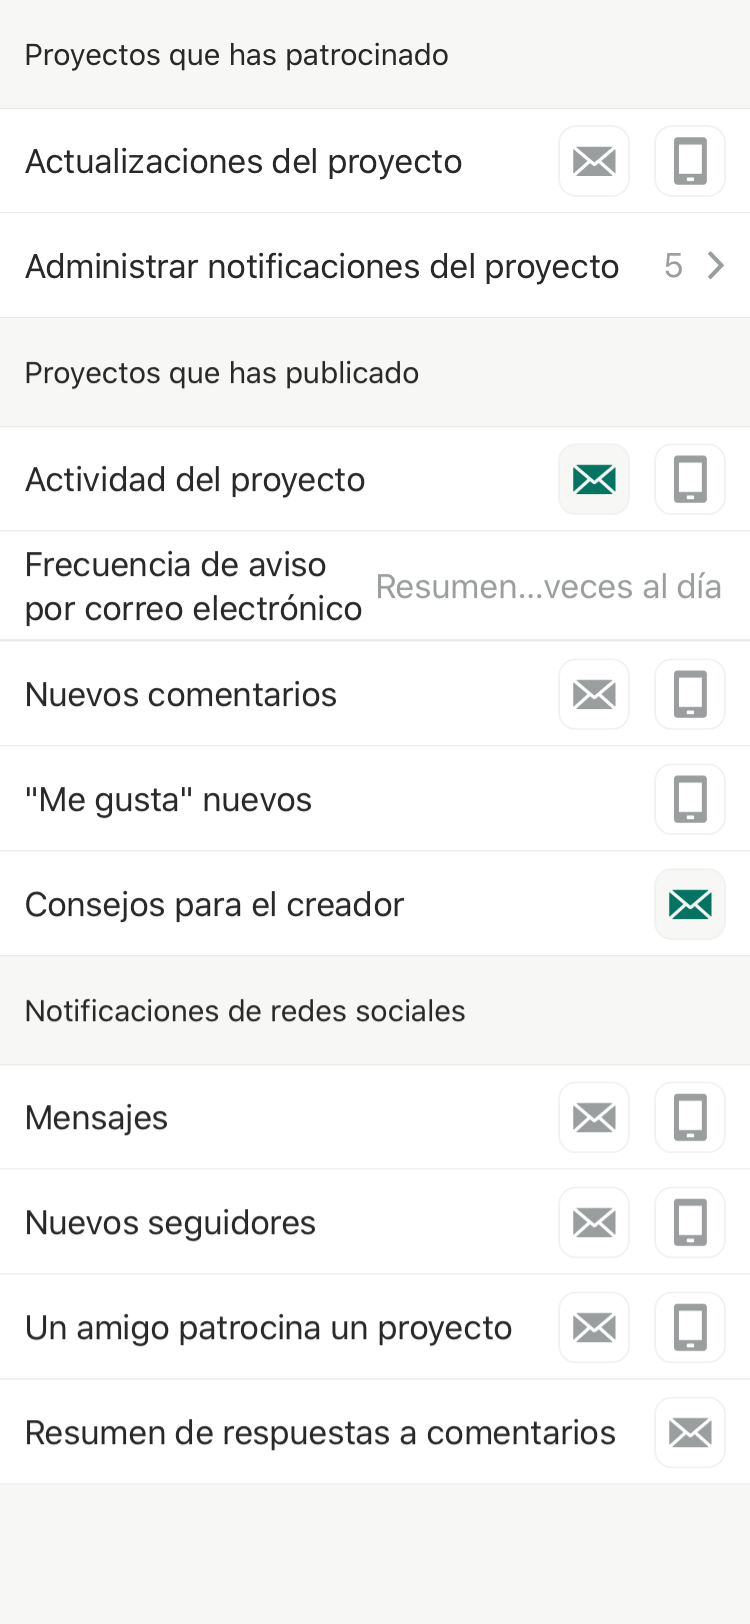 Proyectos que has patrocinado
Actualizaciones del proyecto
Administrar notificaciones del proyecto 5
Proyectos que has publicado
Actividad del proyecto
Frecuencia de aviso
por correo electrónico
Resumen...veces al día
Nuevos comentarios
"Me gusta" nuevos
Consejos para el creador
Notificaciones de redes sociales
Mensajes
Nuevos seguidores
Un amigo patrocina un proyecto
Resumen de respuestas a comentarios